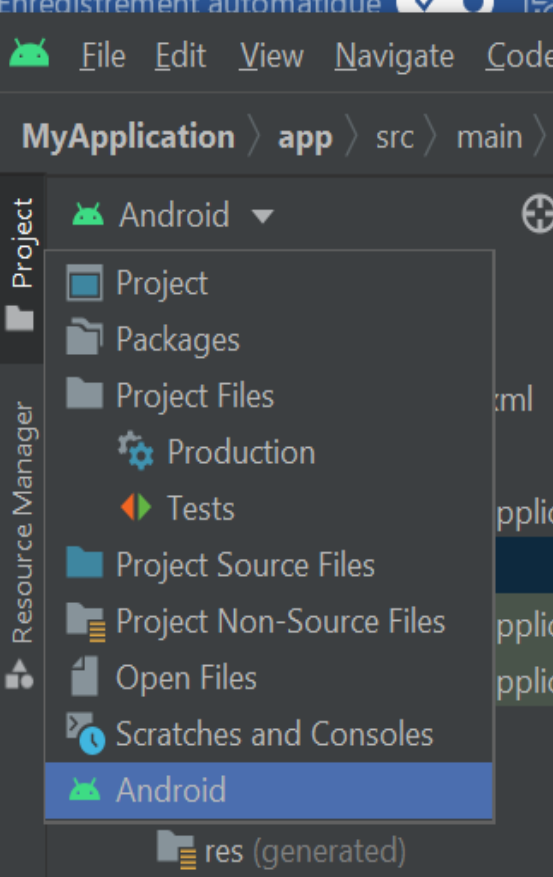 Enregistrement automatique
File Edit View Navigate Code
MyApplication 〉 app 〉 src 〉 main 〉
Project
Android
Project
Packages
Project Files
xml
Production
Tests
pplic
Resource Manager
Project Source Files
Project Non-Source Files
pplic
Open Files
pplic
Scratches and Consoles
Android
res (generated)